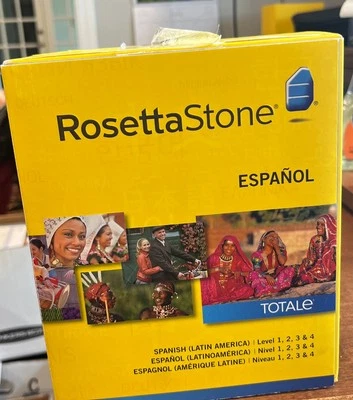 RosettaStone®
ESPAÑOL
TOTALe
SPANISH (LATIN AMERICA) | Level 1, 2, 3 & 4
ESPAÑOL (LATINOAMÉRICA) | Nivel 1, 2, 3 & 4
ESPAGNOL (AMÉRIQUE LATINE) | Niveau 1, 2, 3 & 4